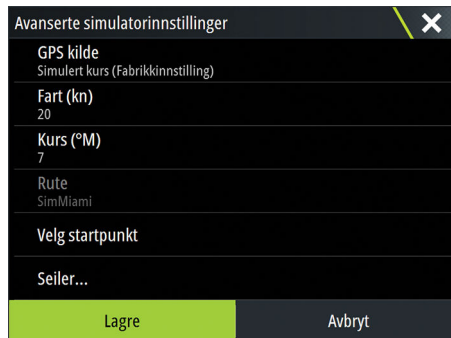 Avanserte simulatorinnstillinger
GPS kilde
Simulert kurs (Fabrikkinnstilling)
Fart (kn)
20
Kurs (°M)
7
Rute
SimMiami
Velg startpunkt
Seiler...
Lagre
Avbryt